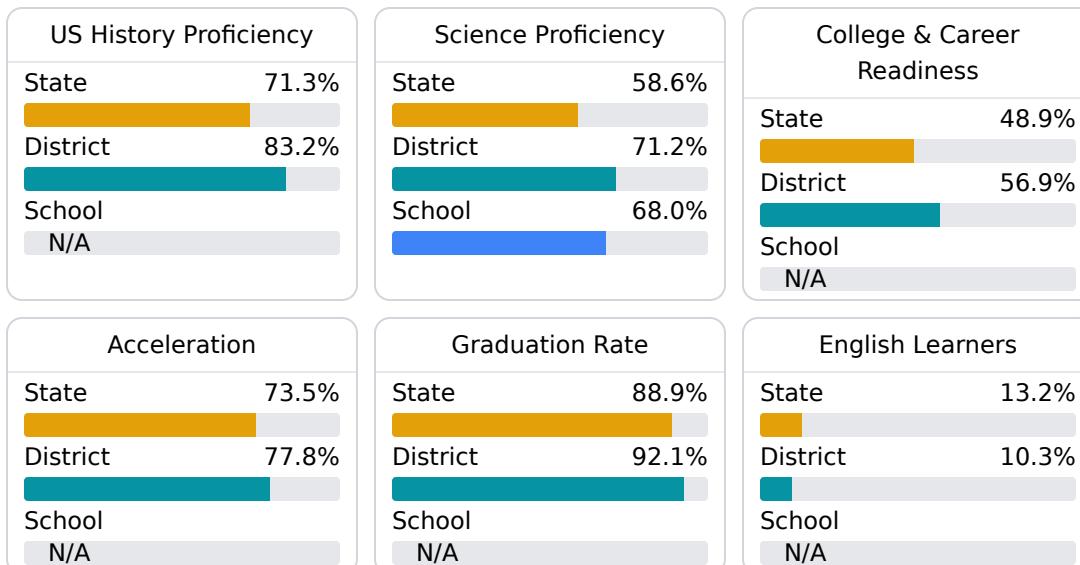 US History Proficiency
State 71.3%
District 83.2%
School
N/A
Science Proficiency
State 58.6%
District 71.2%
School 68.0%
College & Career
Readiness
State 48.9%
District 56.9%
School
N/A
Acceleration
State 73.5%
District 77.8%
School
N/A
Graduation Rate
State 88.9%
District 92.1%
School
N/A
English Learners
State 13.2%
District 10.3%
School
N/A